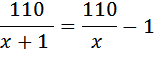 110/(x + 1) = 110/x − 1